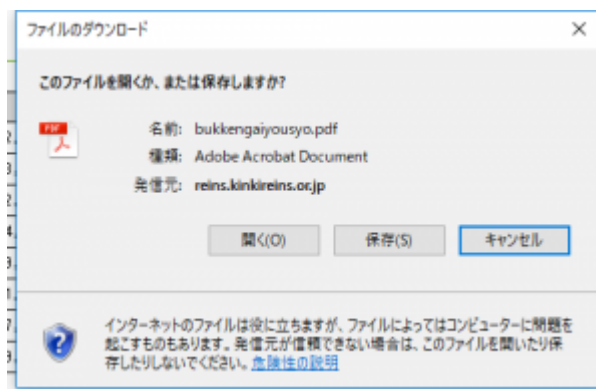 ファイルのダウンロード
このファイルを開くか、または保存しますか?
PDF
名前: bukkengaiyousyo.pdf
種類: Adobe Acrobat Document
発信元: reins.kinkireins.or.jp
開く(O) 保存(S) キャンセル
インターネットのファイルは役に立ちますが、ファイルによってはコンピューターに問題を
起こすものもあります。発信元が信頼できない場合は、このファイルを開いたり保
存したりしないでください。危険性の説明